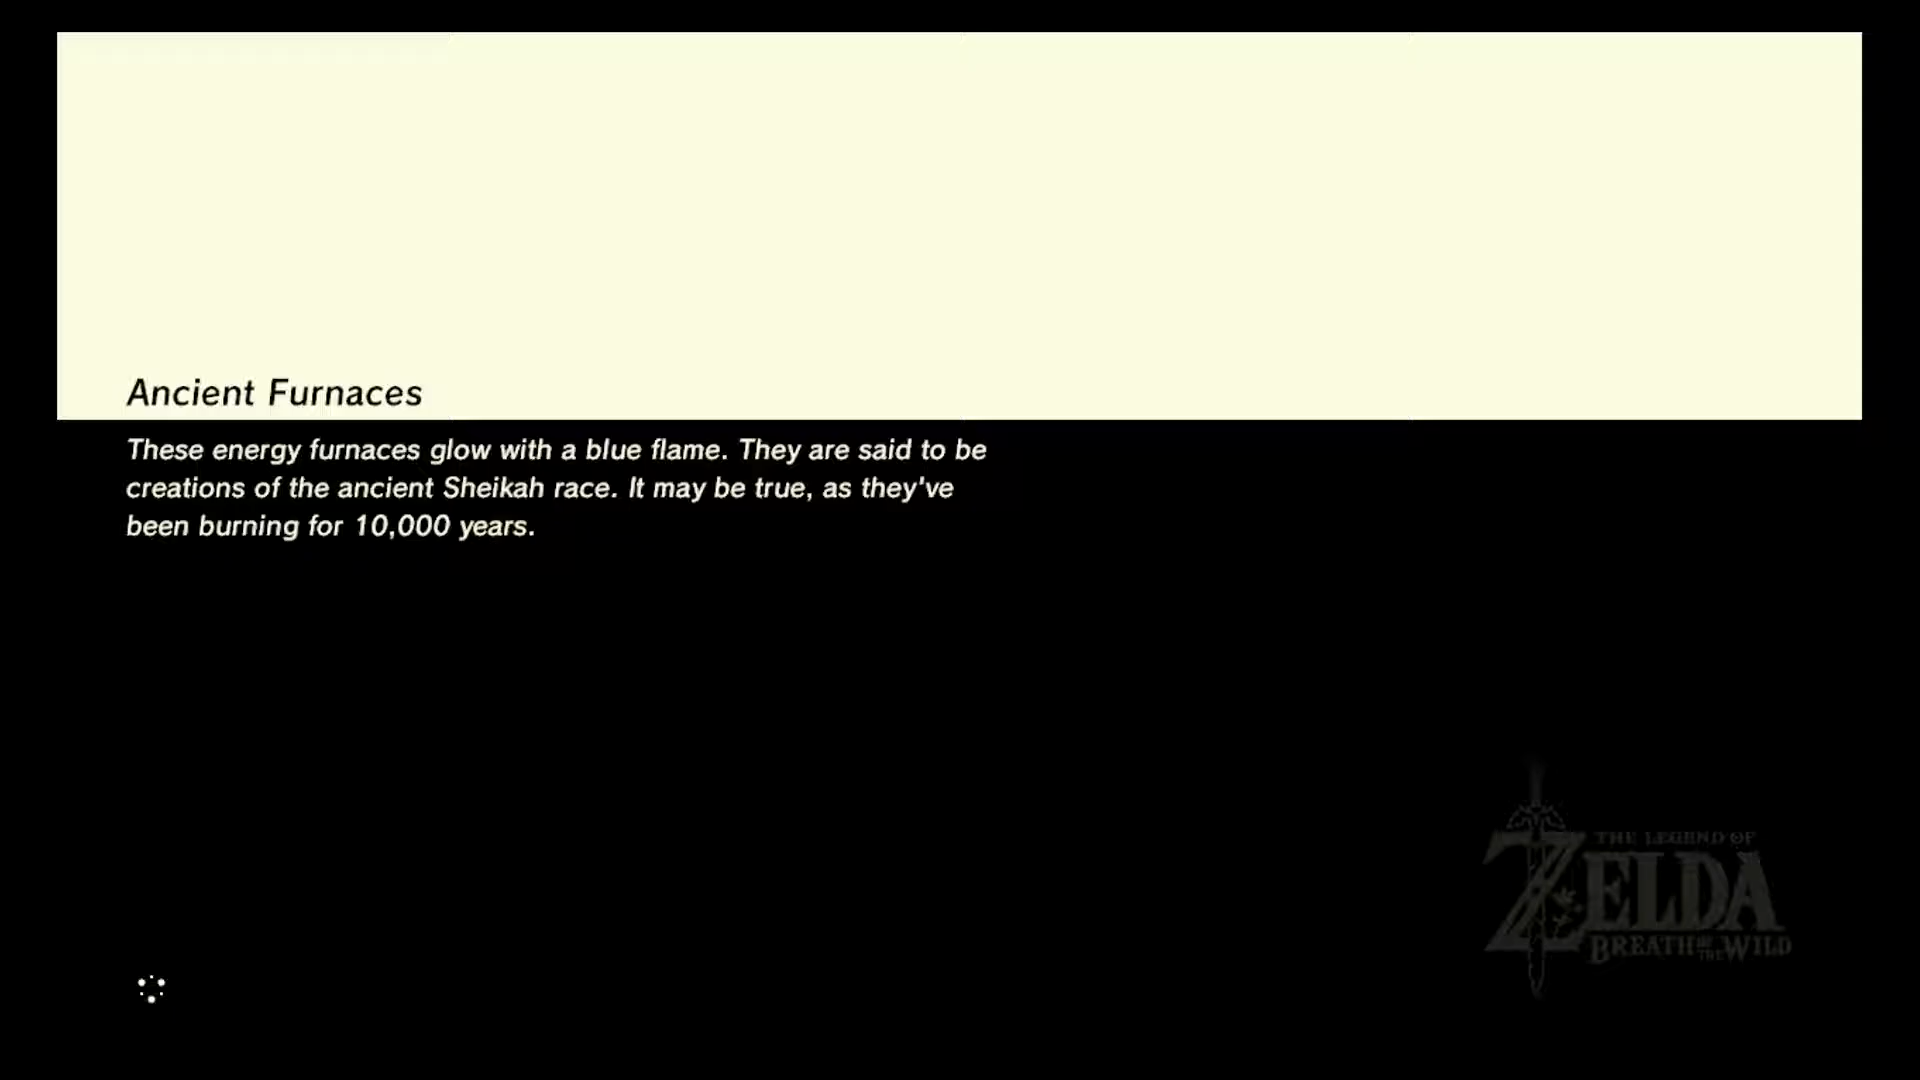 Ancient Furnaces
These energy furnaces glow with a blue flame. They are said to be
creations of the ancient Sheikah race. It may be true, as they've
been burning for 10,000 years.
THE LEGEND OF
ZELDA
BREATH OF THE WILD